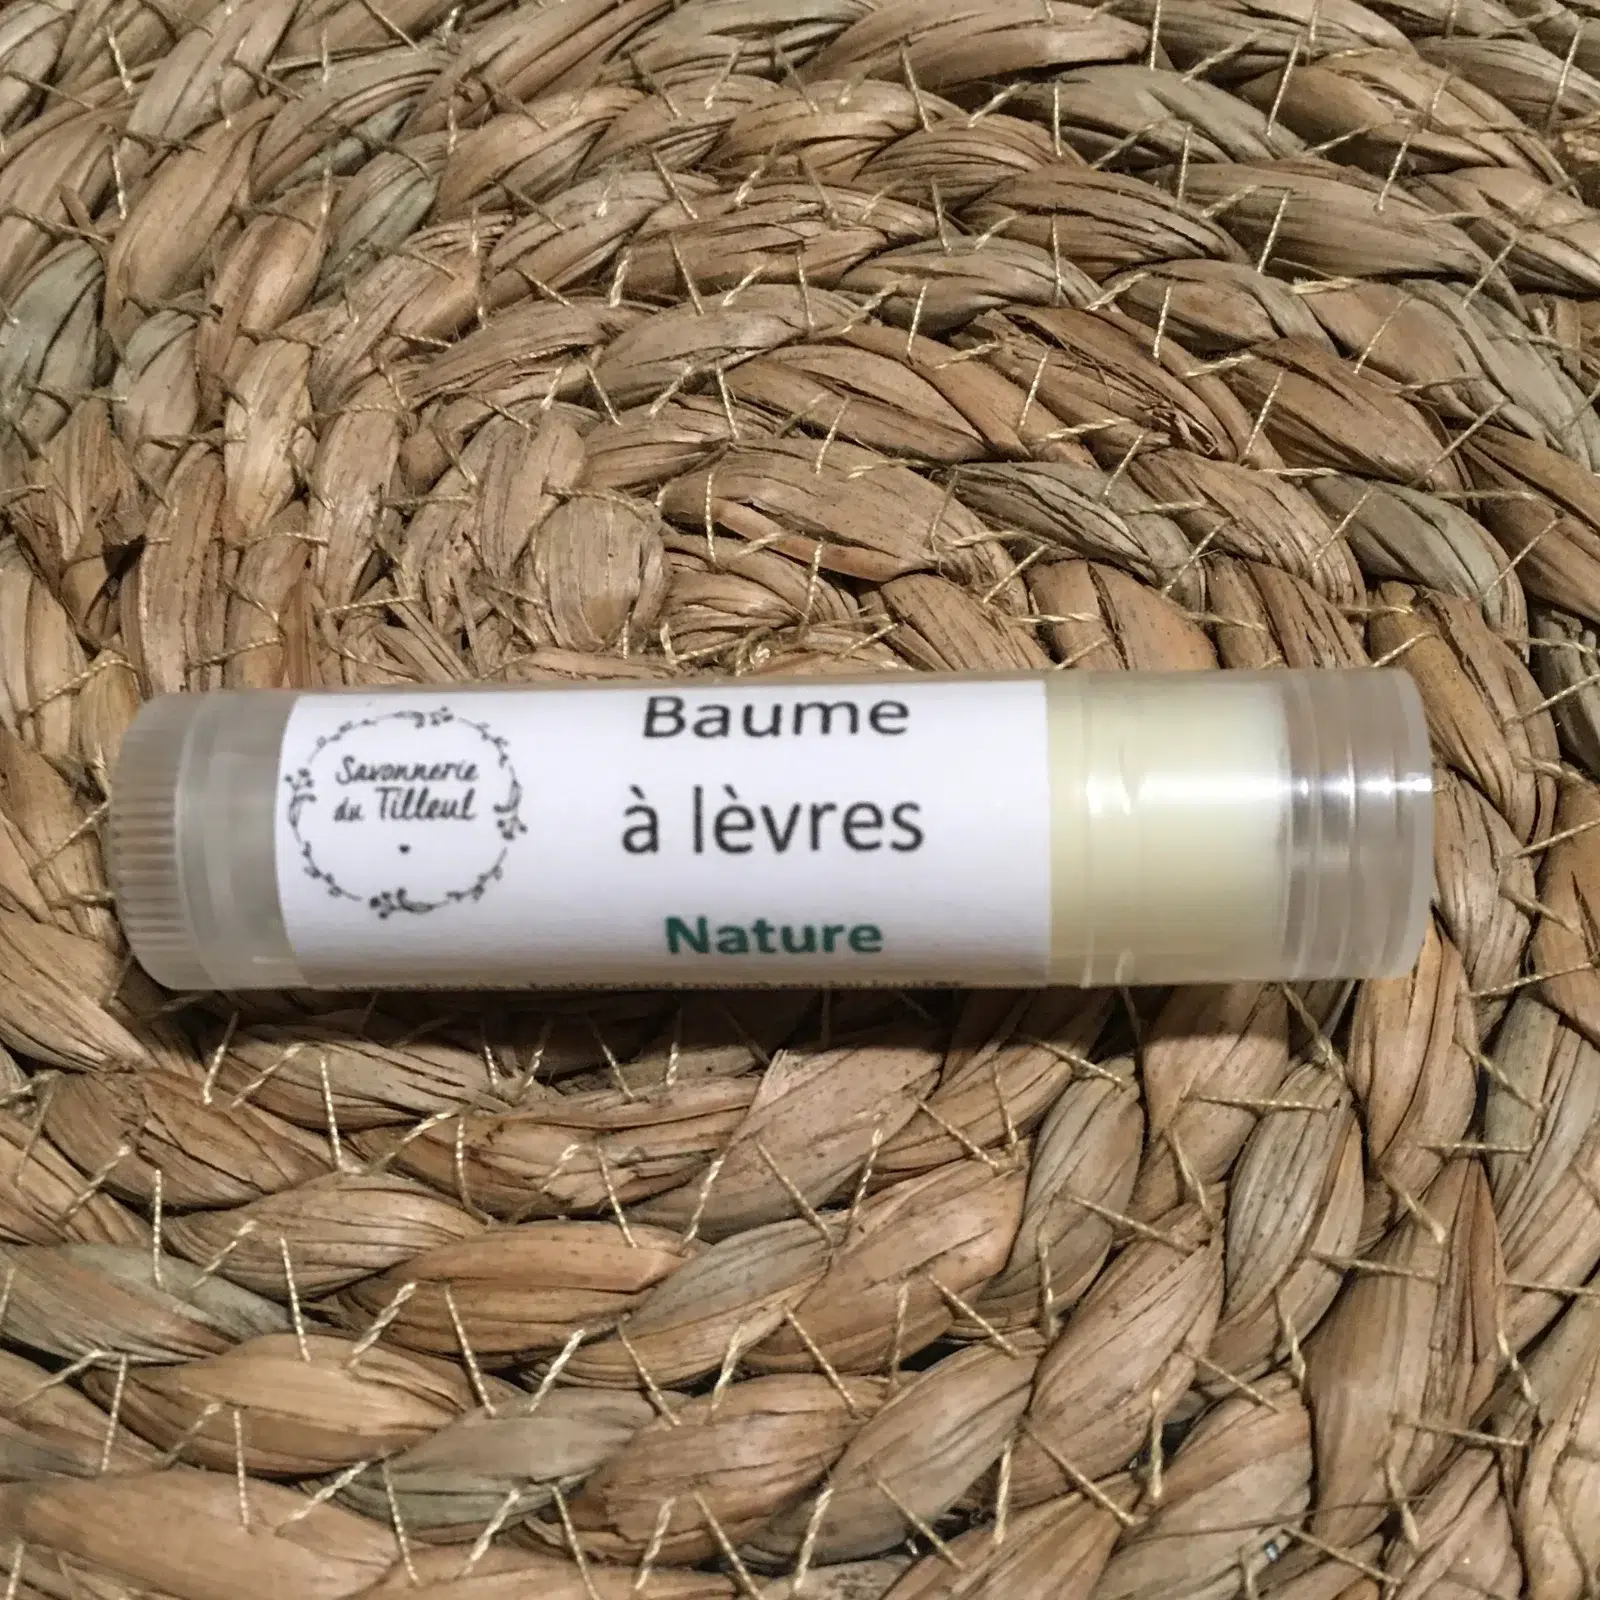 Savonnerie
du Tilleul
Baume
à lèvres
Nature